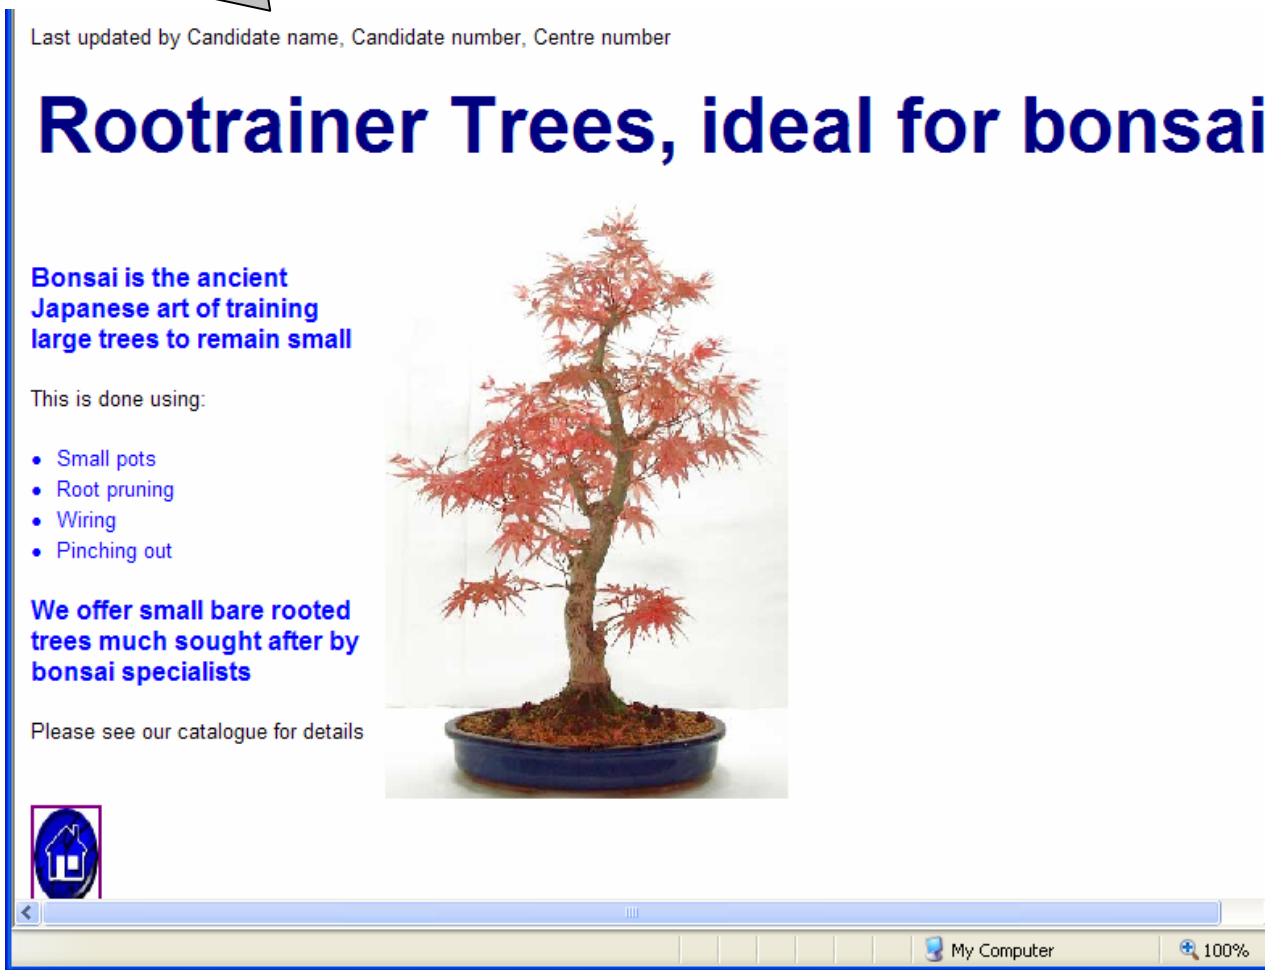 Last updated by Candidate name, Candidate number, Centre number
Rootrainer Trees, ideal for bonsai
Bonsai is the ancient
Japanese art of training
large trees to remain small
This is done using:
• Small pots
• Root pruning
• Wiring
• Pinching out
We offer small bare rooted
trees much sought after by
bonsai specialists
Please see our catalogue for details
My Computer
100%